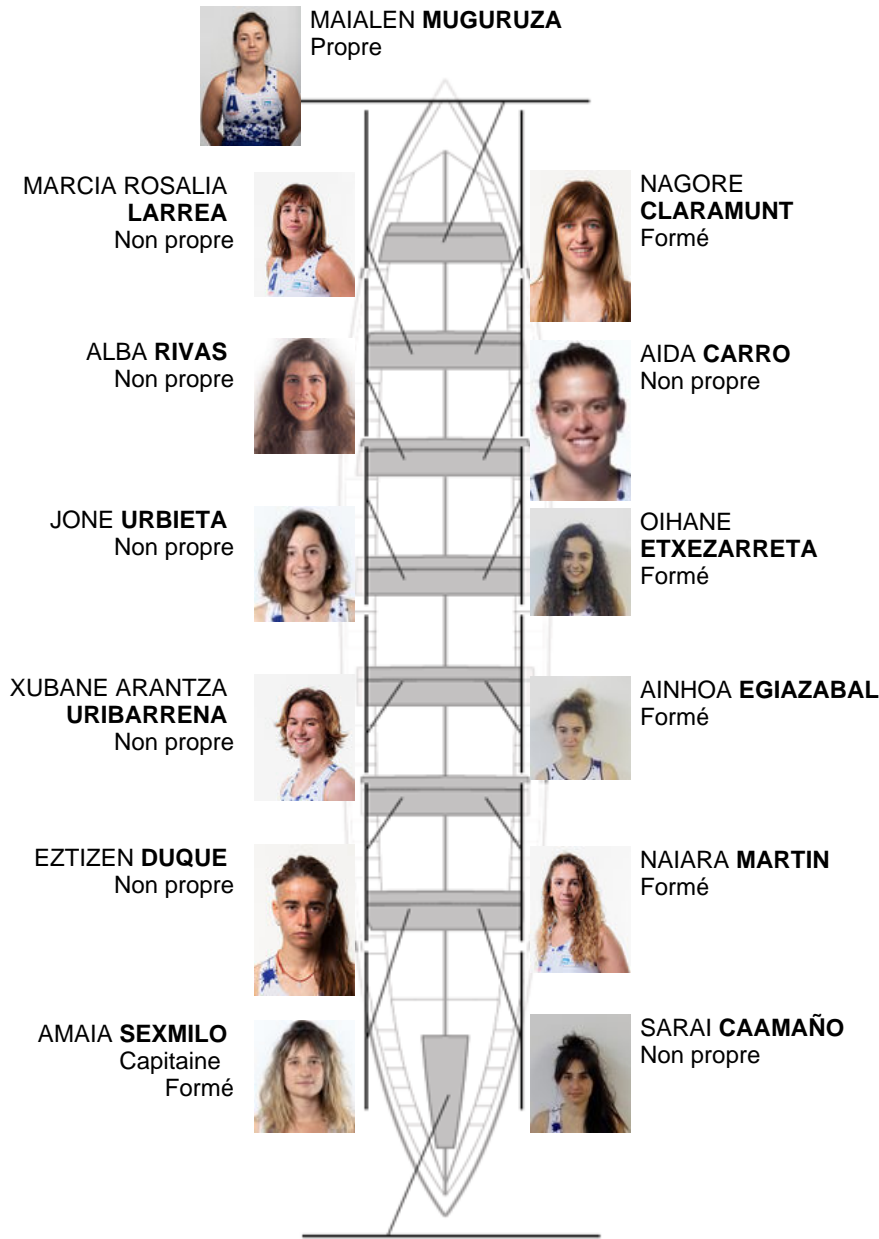 MAIALEN MUGURUZA
Propre
MARCIA ROSALIA
LARREA
Non propre
NAGORE
CLARAMUNT
Formé
ALBA RIVAS
Non propre
AIDA CARRO
Non propre
JONE URBIETA
Non propre
OIHANE
ETXEZARRETA
Formé
XUBANE ARANTZA
URIBARRENA
Non propre
AINHOA EGIAZABAL
Formé
EZTIZEN DUQUE
Non propre
NAIARA MARTIN
Formé
AMAIA SEXMILO
Capitaine
Formé
SARAI CAAMAÑO
Non propre